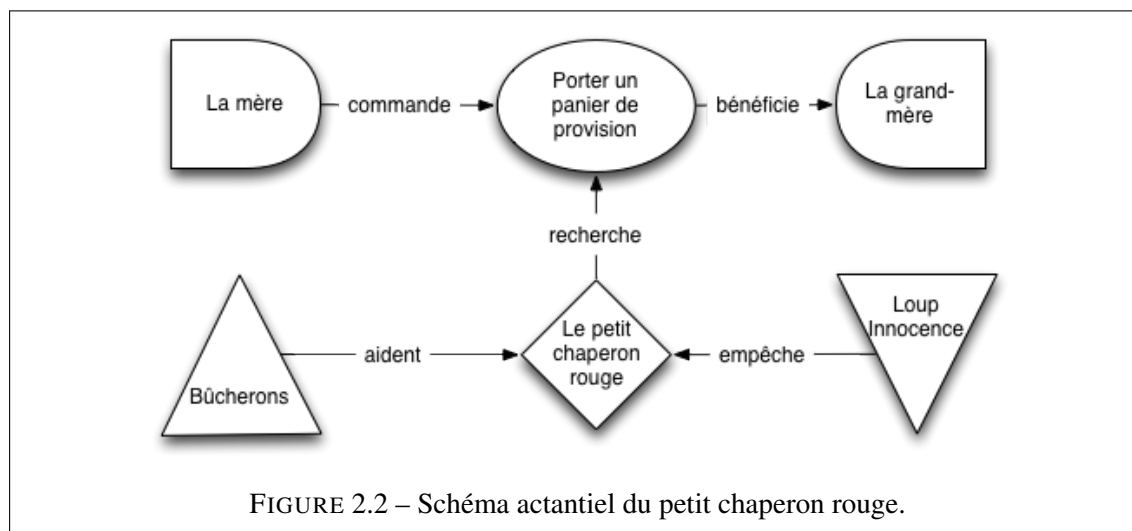 La mère
commande
Porter un
panier de
provision
bénéficie
La grand-
mère
recherche
Bûcherons
aident
Le petit
chaperon
rouge
empêche
Loup
Innocence
FIGURE 2.2 – Schéma actantiel du petit chaperon rouge.